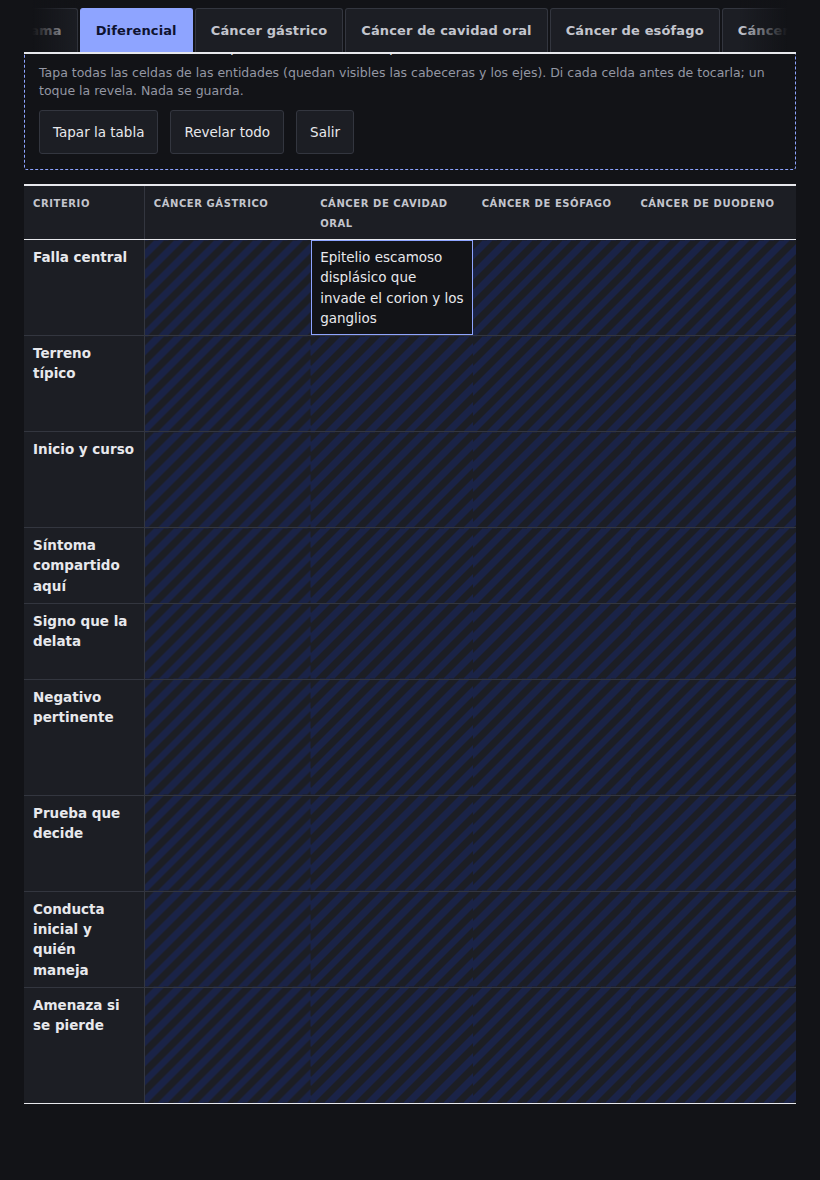 Diferencial
Cáncer gástrico
Cáncer de cavidad oral
Cáncer de esófago
Tapa todas las celdas de las entidades (quedan visibles las cabeceras y los ejes). Di cada celda antes de tocarla; un
toque la revela. Nada se guarda.
Tapar la tabla
Revelar todo
Salir
CRITERIO
CÁNCER GÁSTRICO
CÁNCER DE CAVIDAD
ORAL
CÁNCER DE ESÓFAGO
CÁNCER DE DUODENO
Falla central
Epitelio escamoso
displásico que
invade el corion y los
ganglios
Terreno
típico
Inicio y curso
Síntoma
compartido
aquí
Signo que la
delata
Negativo
pertinente
Prueba que
decide
Conducta
inicial y
quién
maneja
Amenaza si
se pierde